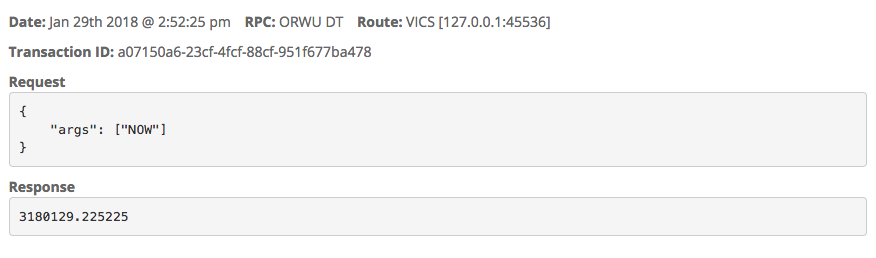 Date: Jan 29th 2018 @ 2:52:25 pm RPC: ORWU DT Route: VICS [127.0.0.1:45536]
Transaction ID: a07150a6-23cf-4fcf-88cf-951f677ba478
Request
{
    "args": ["NOW"]
}
Response
3180129.225225